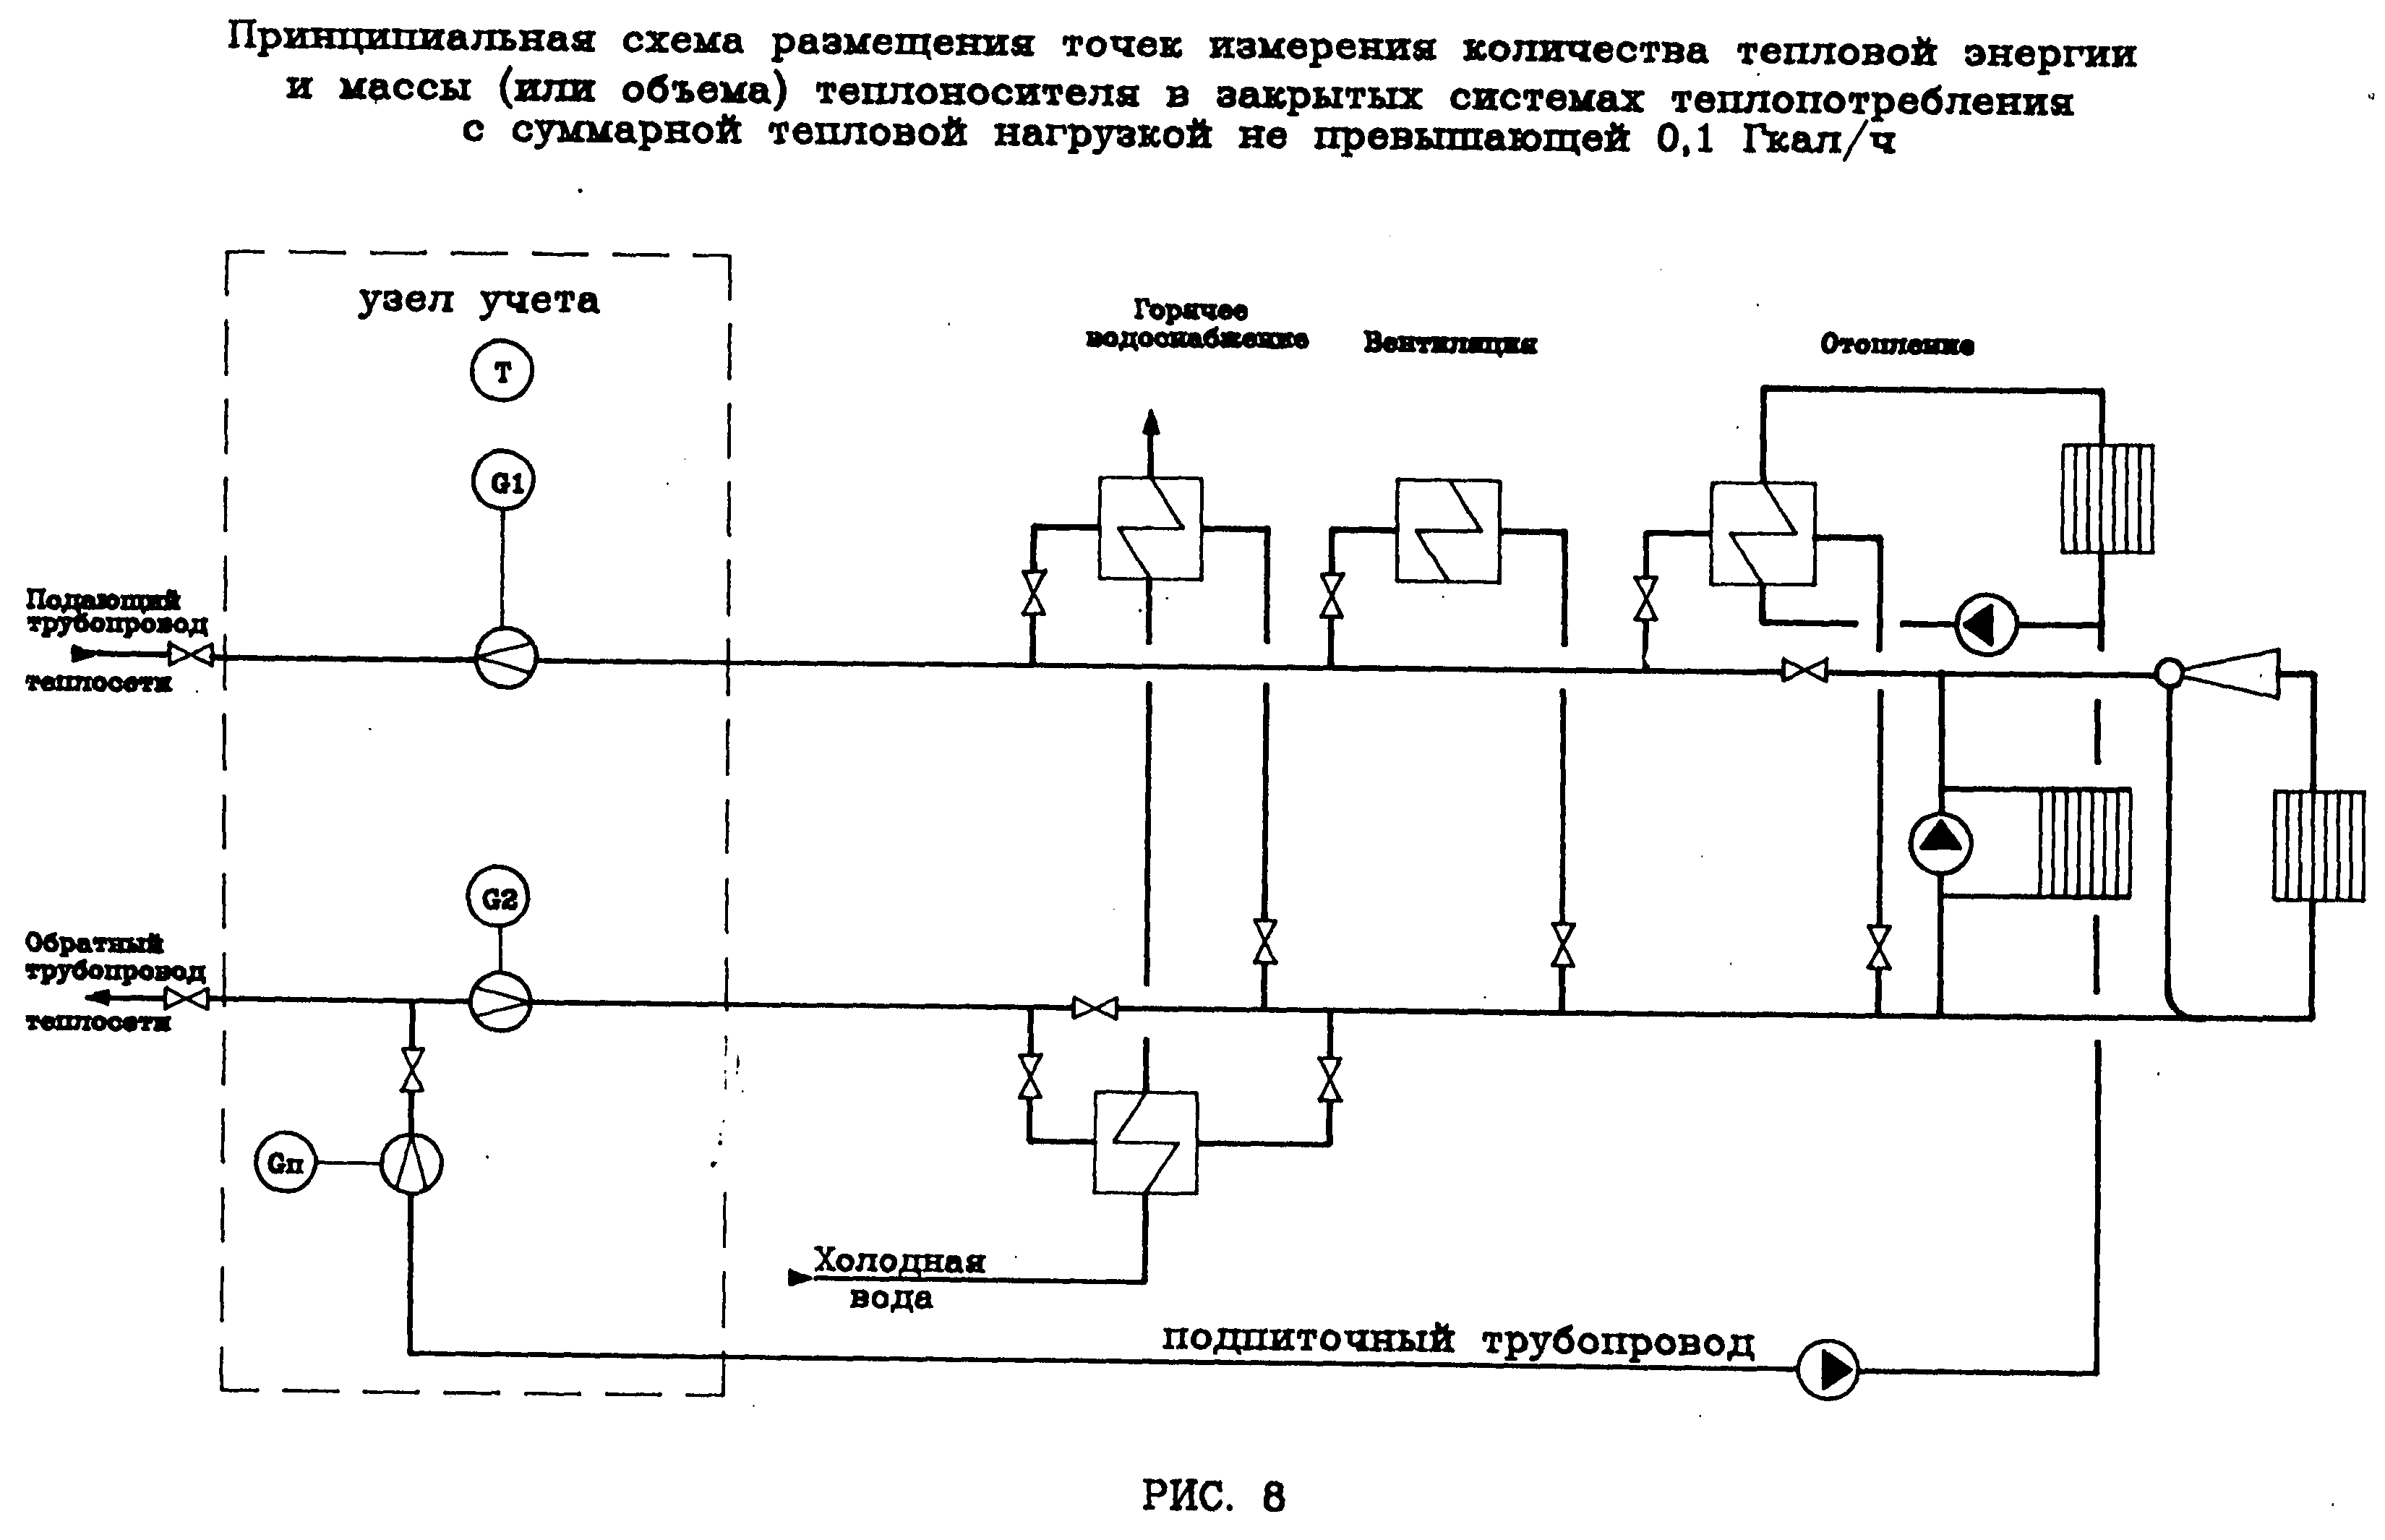 Принципиальная схема размещения точек измерения количества тепловой энергии
и массы (или объема) теплоносителя в закрытых системах теплопотребления
с суммарной тепловой нагрузкой не превышающей 0,1 Гкал/ч
узел учета
T
G1
Горячее
водоснабжение
Вентиляция
Отопление
Подающий
трубопровод
теплосети
G2
Обратный
трубопровод
теплосети
Gп
Холодная
вода
подпиточный трубопровод
РИС. 8